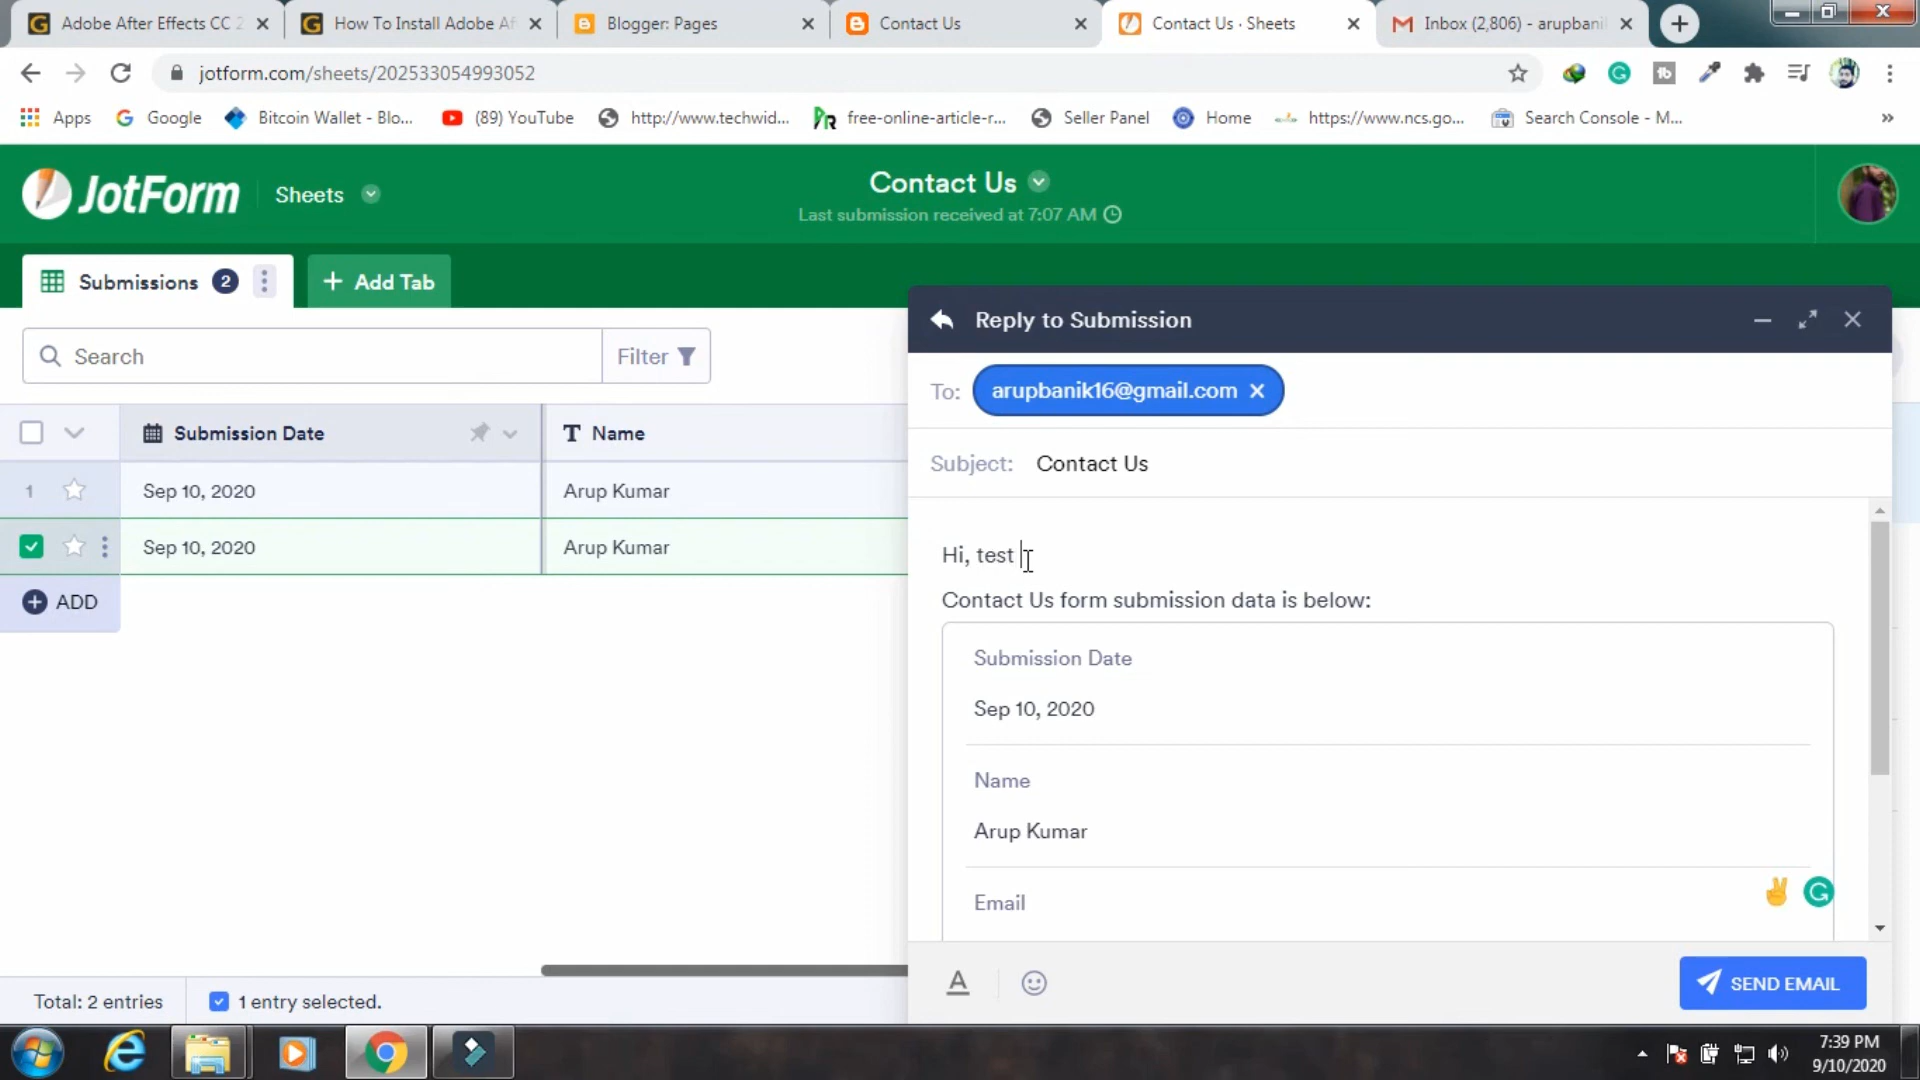 Adobe After Effects CC 2
How To Install Adobe Af
Blogger: Pages
Contact Us
Contact Us · Sheets
Inbox (2,806) - arupbani
jotform.com/sheets/202533054993052
Apps
Google
Bitcoin Wallet - Blo...
(89) YouTube
http://www.techwid...
free-online-article-r...
Seller Panel
Home
https://www.ncs.go...
Search Console - M...
»
JotForm
Sheets
Contact Us
Last submission received at 7:07 AM
Submissions 2
+ Add Tab
Search
Filter
Submission Date
T Name
1 Sep 10, 2020 Arup Kumar
Sep 10, 2020 Arup Kumar
ADD
Total: 2 entries
1 entry selected.
Reply to Submission
To: arupbanik16@gmail.com
Subject: Contact Us
Hi, test
Contact Us form submission data is below:
Submission Date
Sep 10, 2020
Name
Arup Kumar
Email
A
SEND EMAIL
7:39 PM
9/10/2020